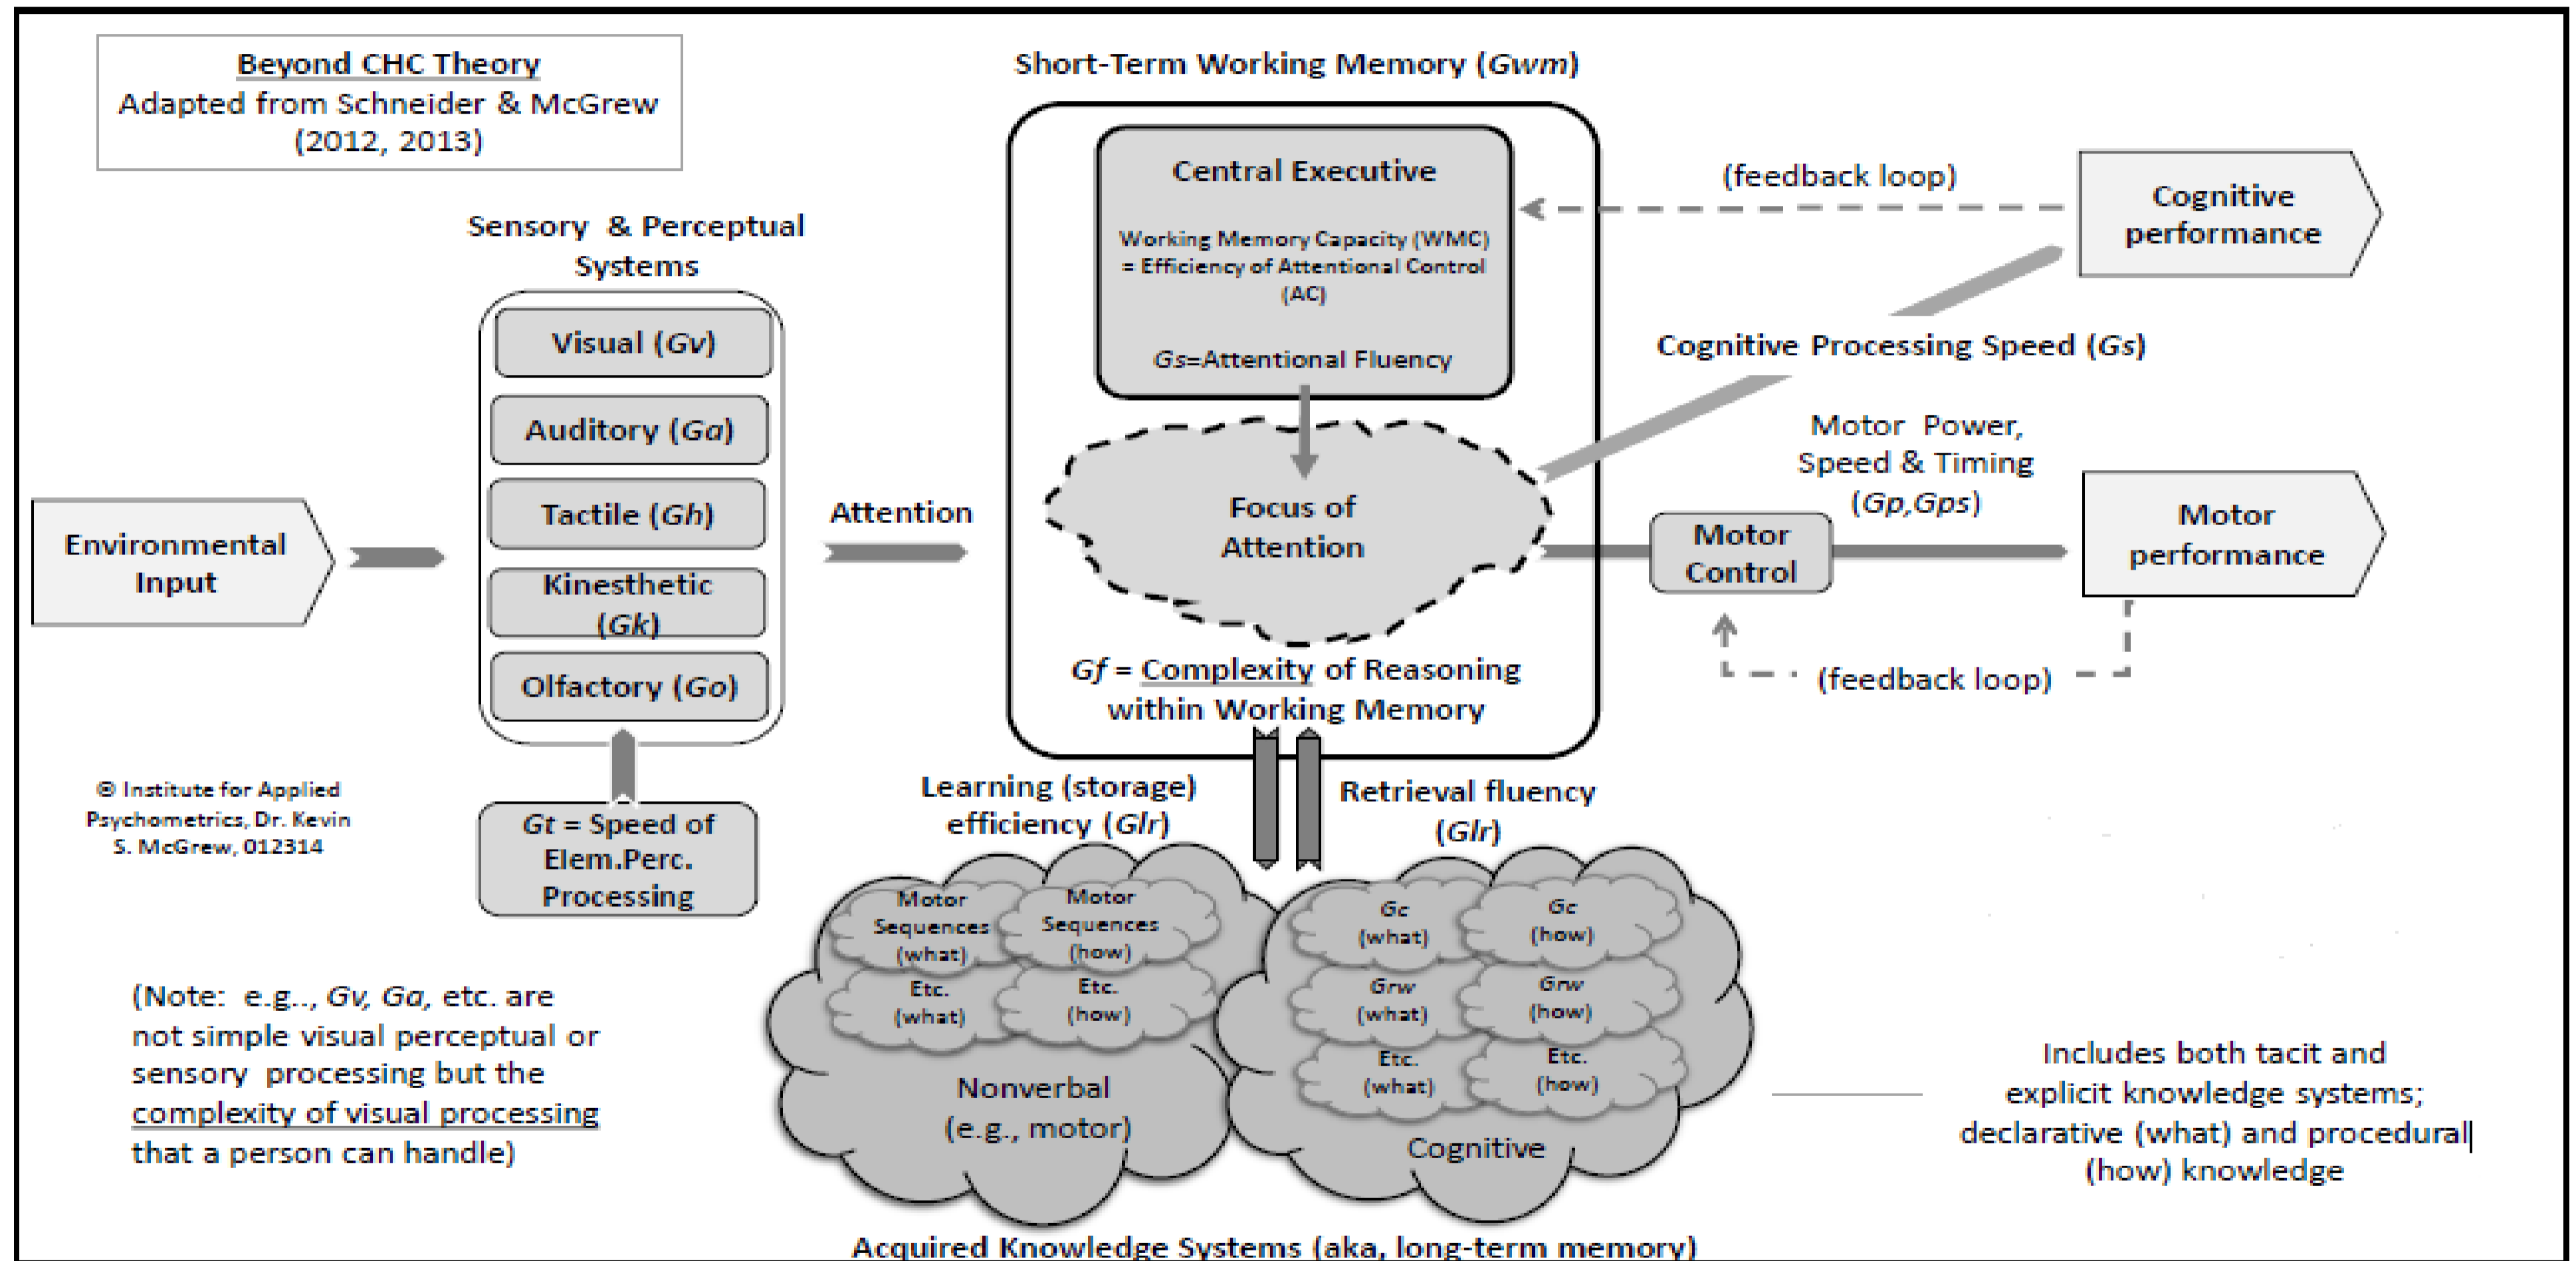 Beyond CHC Theory
Adapted from Schneider & McGrew
(2012, 2013)
Short-Term Working Memory (Gwm)
Central Executive
Working Memory Capacity (WMC)
= Efficiency of Attentional Control
(AC)
Gs=Attentional Fluency
Focus of
Attention
Gf = Complexity of Reasoning
within Working Memory
Sensory & Perceptual
Systems
Visual (Gv)
Auditory (Ga)
Tactile (Gh)
Kinesthetic
(Gk)
Olfactory (Go)
Environmental
Input
Attention
Gt = Speed of
Elem.Perc.
Processing
(feedback loop)
Cognitive
performance
Cognitive Processing Speed (Gs)
Motor Power,
Speed & Timing
(Gp,Gps)
Motor
Control
Motor
performance
(feedback loop)
Learning (storage)
efficiency (Glr)
Retrieval fluency
(Glr)
© Institute for Applied
Psychometrics, Dr. Kevin
S. McGrew, 012314
(Note: e.g.., Gv, Ga, etc. are
not simple visual perceptual or
sensory processing but the
complexity of visual processing
that a person can handle)
Motor
Sequences
(what)
Motor
Sequences
(how)
Etc.
(what)
Etc.
(how)
Nonverbal
(e.g., motor)
Gc
(what)
Gc
(how)
Grw
(what)
Grw
(how)
Etc.
(what)
Etc.
(how)
Cognitive
Includes both tacit and
explicit knowledge systems;
declarative (what) and procedural
(how) knowledge
Acquired Knowledge Systems (aka, long-term memory)